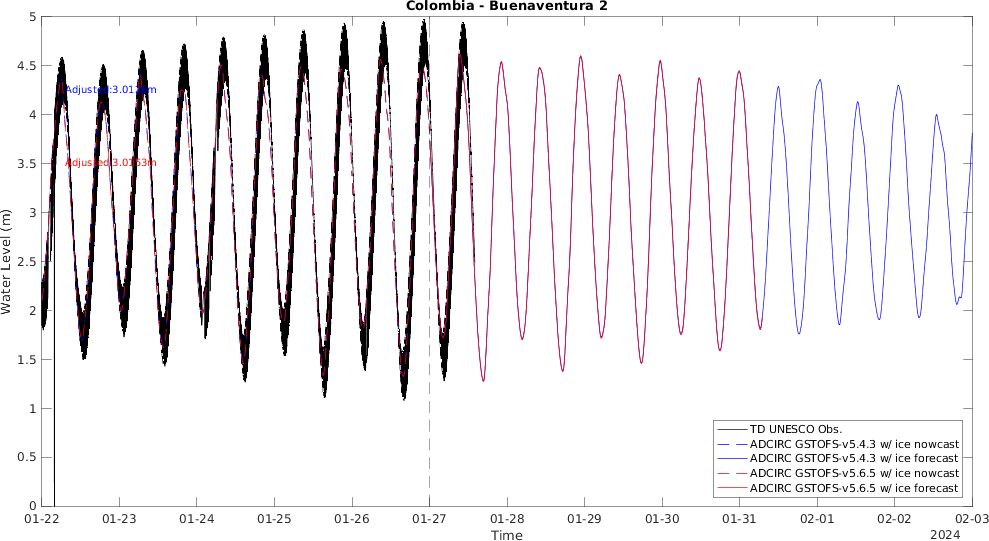 Colombia - Buenaventura 2
5
4.5
4
3.5
3
2.5
2
1.5
1
0.5
0
Water Level (m)
Adjusted:3.0163m
01-22
01-23
01-24
01-25
01-26
01-27
01-28
01-29
01-30
01-31
02-01
02-02
02-03
Time
2024
TD UNESCO Obs.
ADCIRC GSTOFS-v5.4.3 w/ ice nowcast
ADCIRC GSTOFS-v5.4.3 w/ ice forecast
ADCIRC GSTOFS-v5.6.5 w/ ice nowcast
ADCIRC GSTOFS-v5.6.5 w/ ice forecast